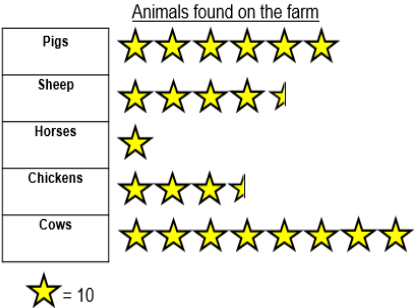 Animals found on the farm
Pigs
Sheep
Horses
Chickens
Cows
= 10